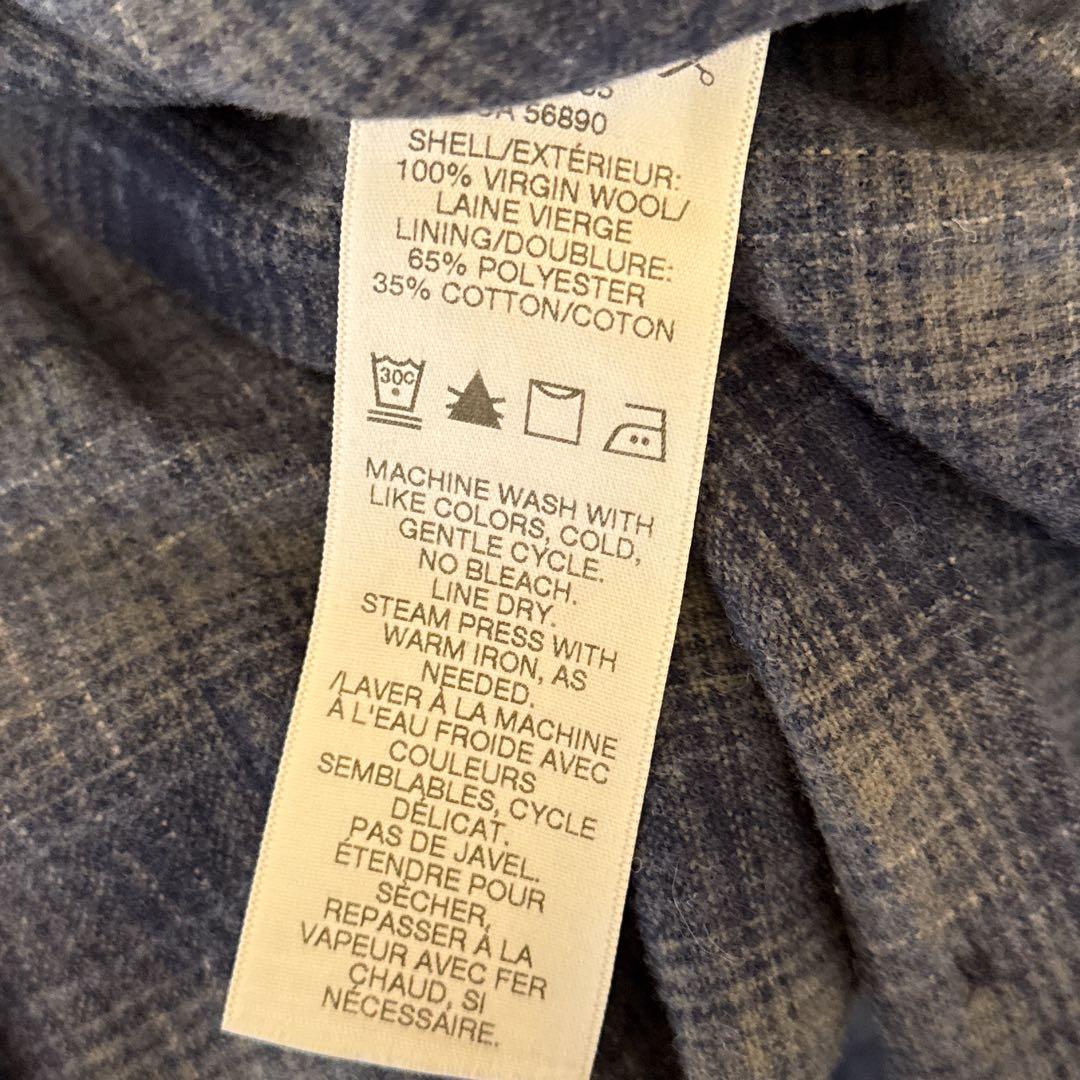 56890
SHELL/EXTÉRIEUR:
100% VIRGIN WOOL/
LAINE VIERGE
LINING/DOUBLURE:
65% POLYESTER
35% COTTON/COTON
30C
MACHINE WASH WITH
LIKE COLORS, COLD,
GENTLE CYCLE.
NO BLEACH.
LINE DRY.
STEAM PRESS WITH
WARM IRON, AS
NEEDED.
/LAVER À LA MACHINE
À L'EAU FROIDE AVEC
COULEURS
SEMBLABLES, CYCLE
DÉLICAT.
PAS DE JAVEL.
ÉTENDRE POUR
SÉCHER,
REPASSER À LA
VAPEUR AVEC FER
CHAUD, SI
NÉCESSAIRE.